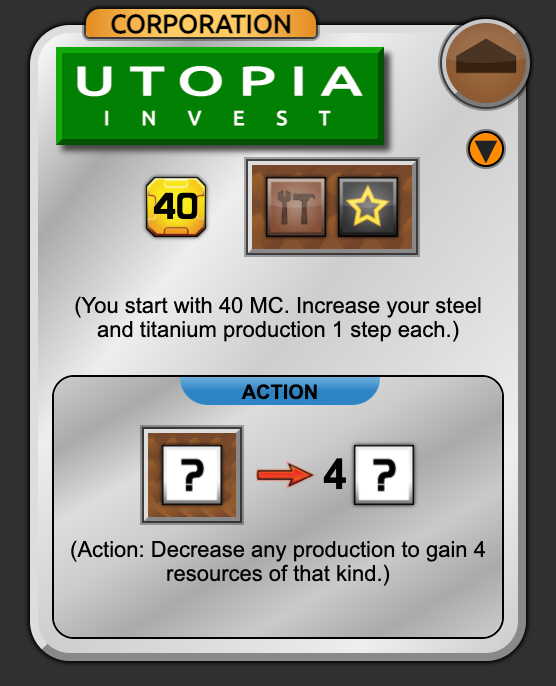 CORPORATION
UTOPIA
INVEST
40
(You start with 40 MC. Increase your steel
and titanium production 1 step each.)
ACTION
? 4 ?
(Action: Decrease any production to gain 4
resources of that kind.)